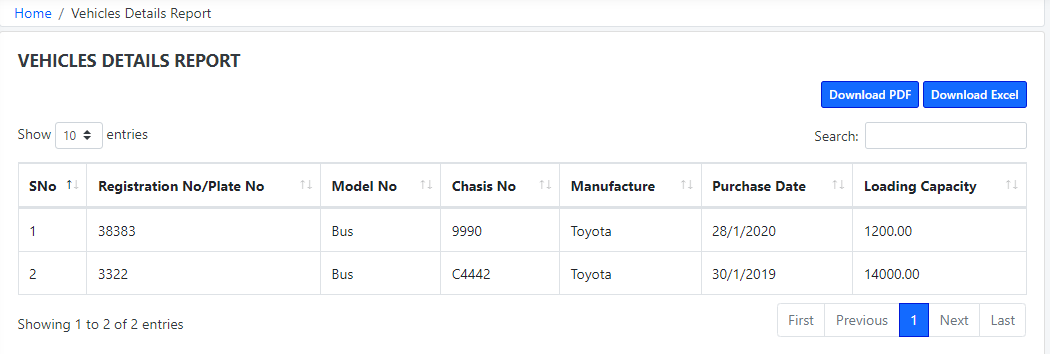 Home / Vehicles Details Report
VEHICLES DETAILS REPORT
Download PDF Download Excel
Show 10 entries Search:
SNo Registration No/Plate No Model No Chasis No Manufacture Purchase Date Loading Capacity
1 38383 Bus 9990 Toyota 28/1/2020 1200.00
2 3322 Bus C4442 Toyota 30/1/2019 14000.00
Showing 1 to 2 of 2 entries First Previous 1 Next Last